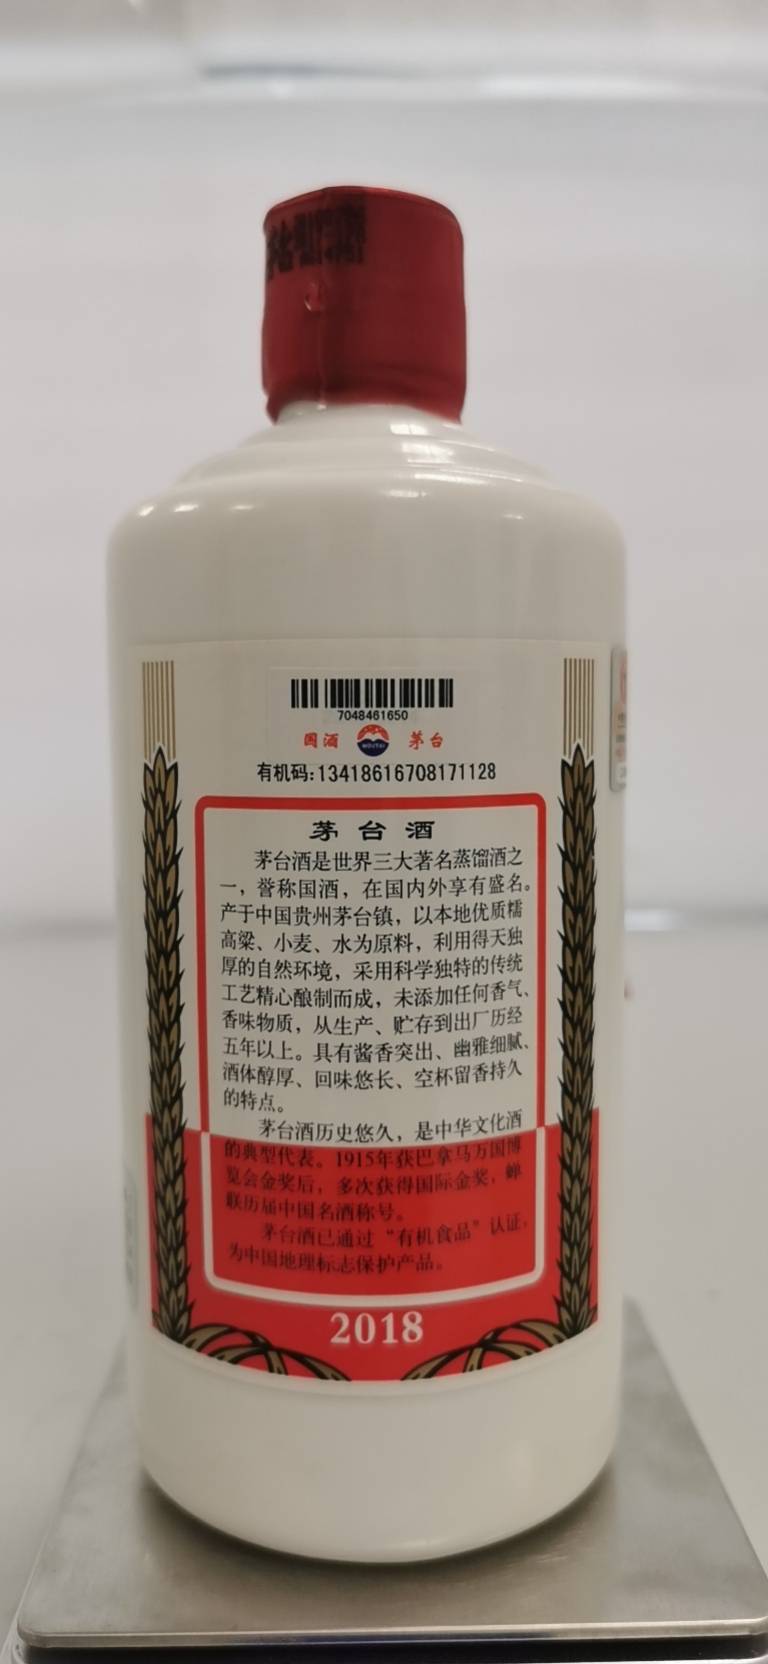 7048461650
国酒 MOUTAI 茅台
有机码:13418616708171128
茅台酒
茅台酒是世界三大著名蒸馏酒之
一，誉称国酒，在国内外享有盛名。
产于中国贵州茅台镇，以本地优质糯
高粱、小麦、水为原料，利用得天独
厚的自然环境，采用科学独特的传统
工艺精心酿制而成，未添加任何香气、
香味物质，从生产、贮存到出厂历经
五年以上。具有酱香突出、幽雅细腻、
酒体醇厚、回味悠长、空杯留香持久
的特点。
茅台酒历史悠久，是中华文化酒
的典型代表。1915年获巴拿马万国博
览会金奖后，多次获得国际金奖，蝉
联历届中国名酒称号。
茅台酒已通过“有机食品”认证，
为中国地理标志保护产品。
2018